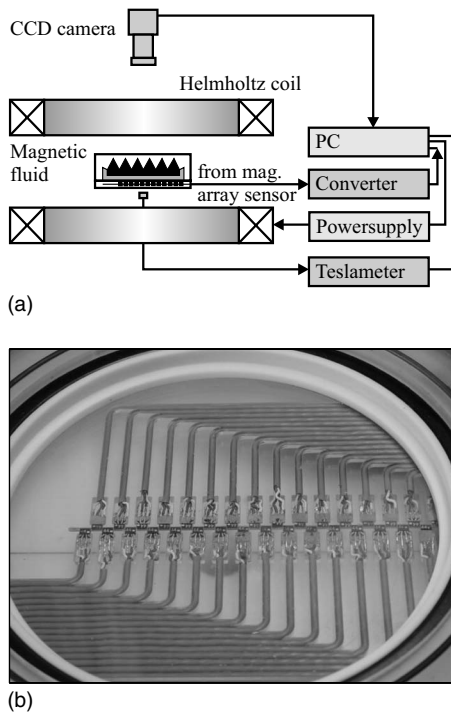 CCD camera
Helmholtz coil
Magnetic
fluid
from mag.
array sensor
PC
Converter
Powersupply
Teslameter
(a)
(b)